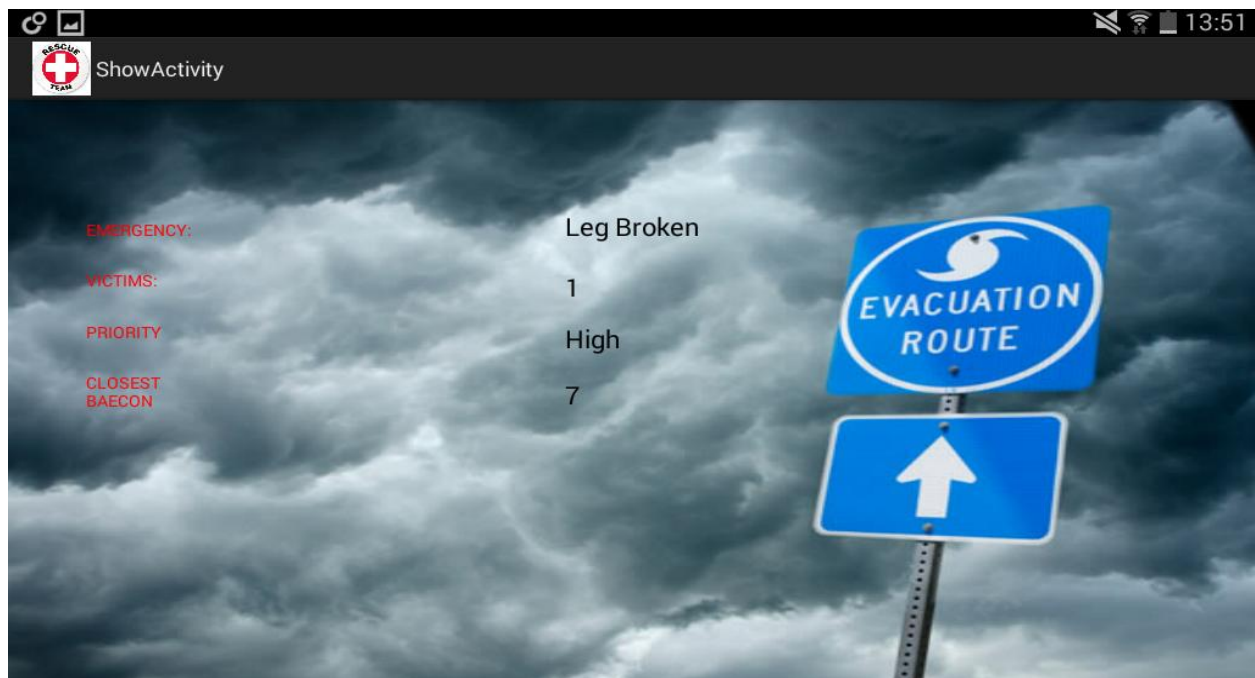 13:51
RESCUE
TEAM
ShowActivity
EMERGENCY:
Leg Broken
VICTIMS:
1
PRIORITY
High
CLOSEST
BAECON
7
EVACUATION
ROUTE